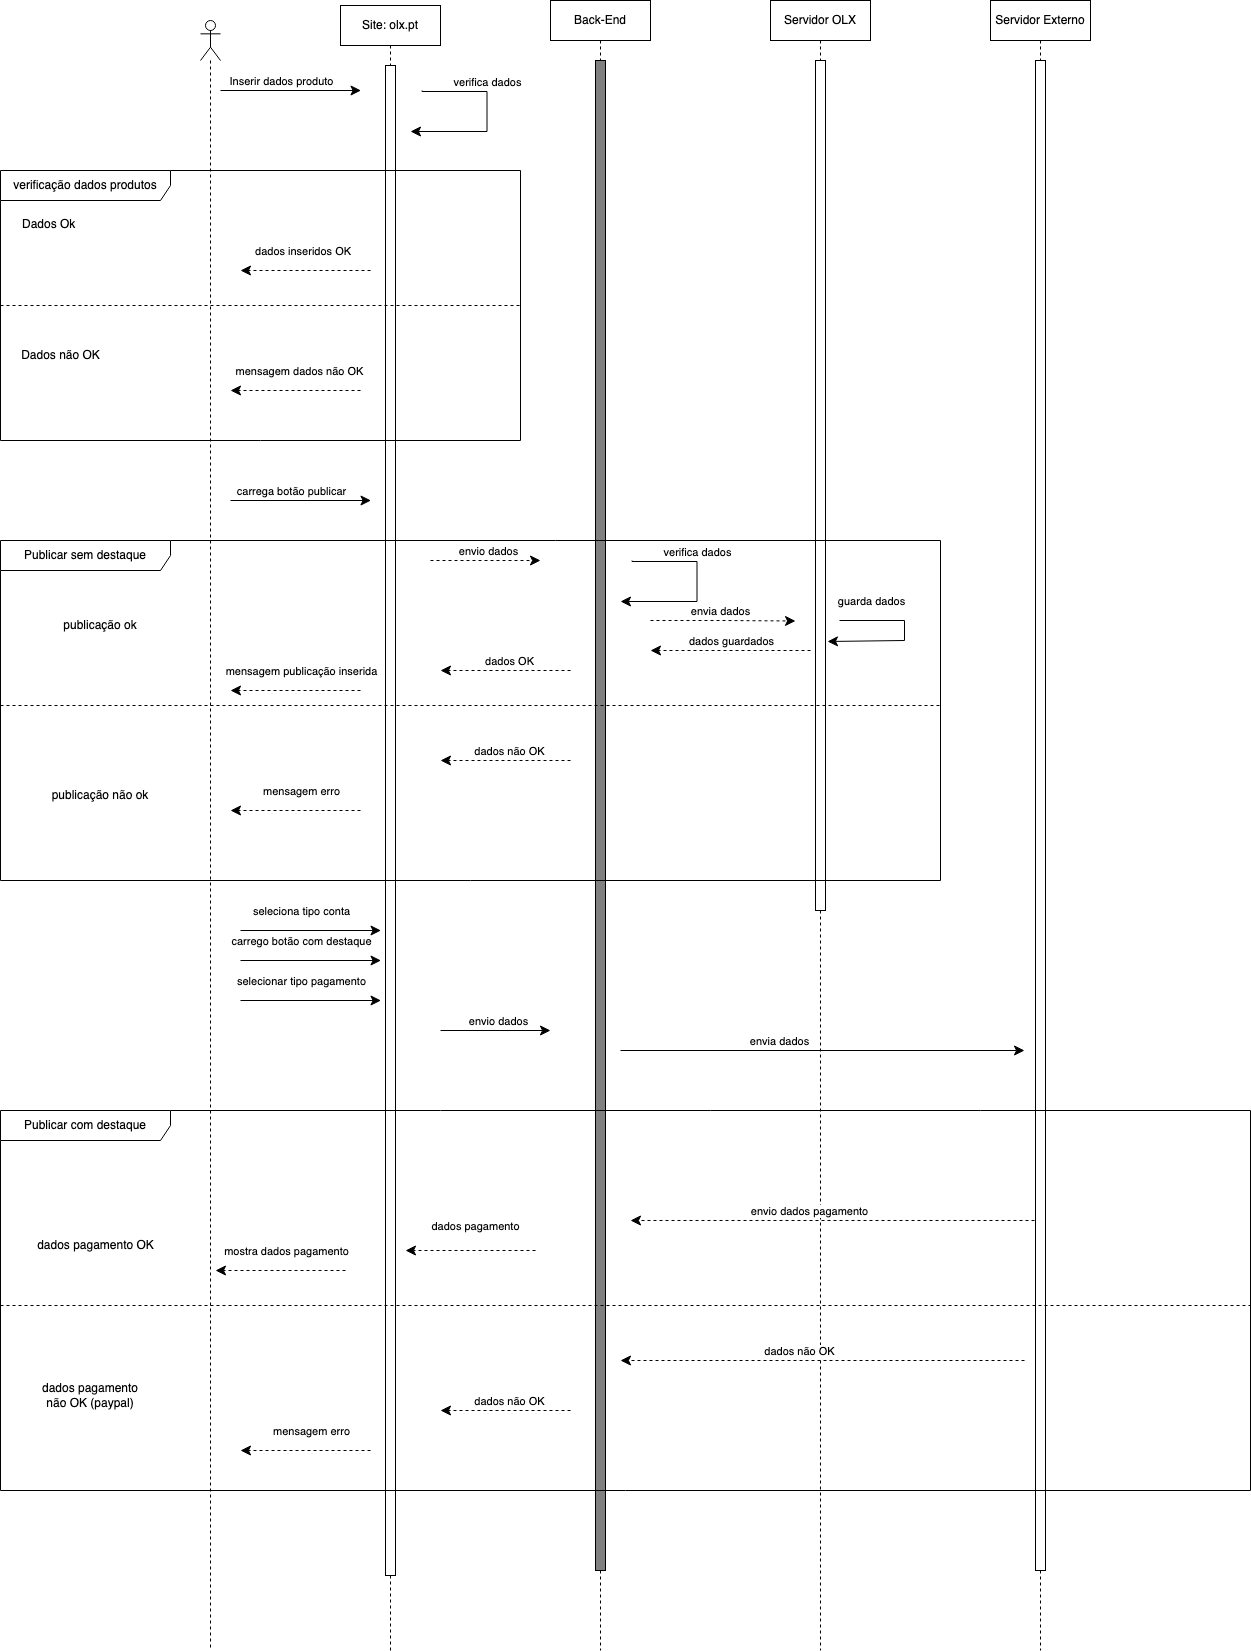 Site: olx.pt
Back-End
Servidor OLX
Servidor Externo
Inserir dados produto
verifica dados
verificação dados produtos
Dados Ok
dados inseridos OK
Dados não OK
mensagem dados não OK
carrega botão publicar
Publicar sem destaque
envio dados
verifica dados
guarda dados
envia dados
publicação ok
dados guardados
dados OK
mensagem publicação inserida
dados não OK
publicação não ok
mensagem erro
seleciona tipo conta
carrego botão com destaque
selecionar tipo pagamento
envio dados
envia dados
Publicar com destaque
envio dados pagamento
dados pagamento
dados pagamento OK
mostra dados pagamento
dados não OK
dados pagamento
não OK (paypal)
dados não OK
mensagem erro